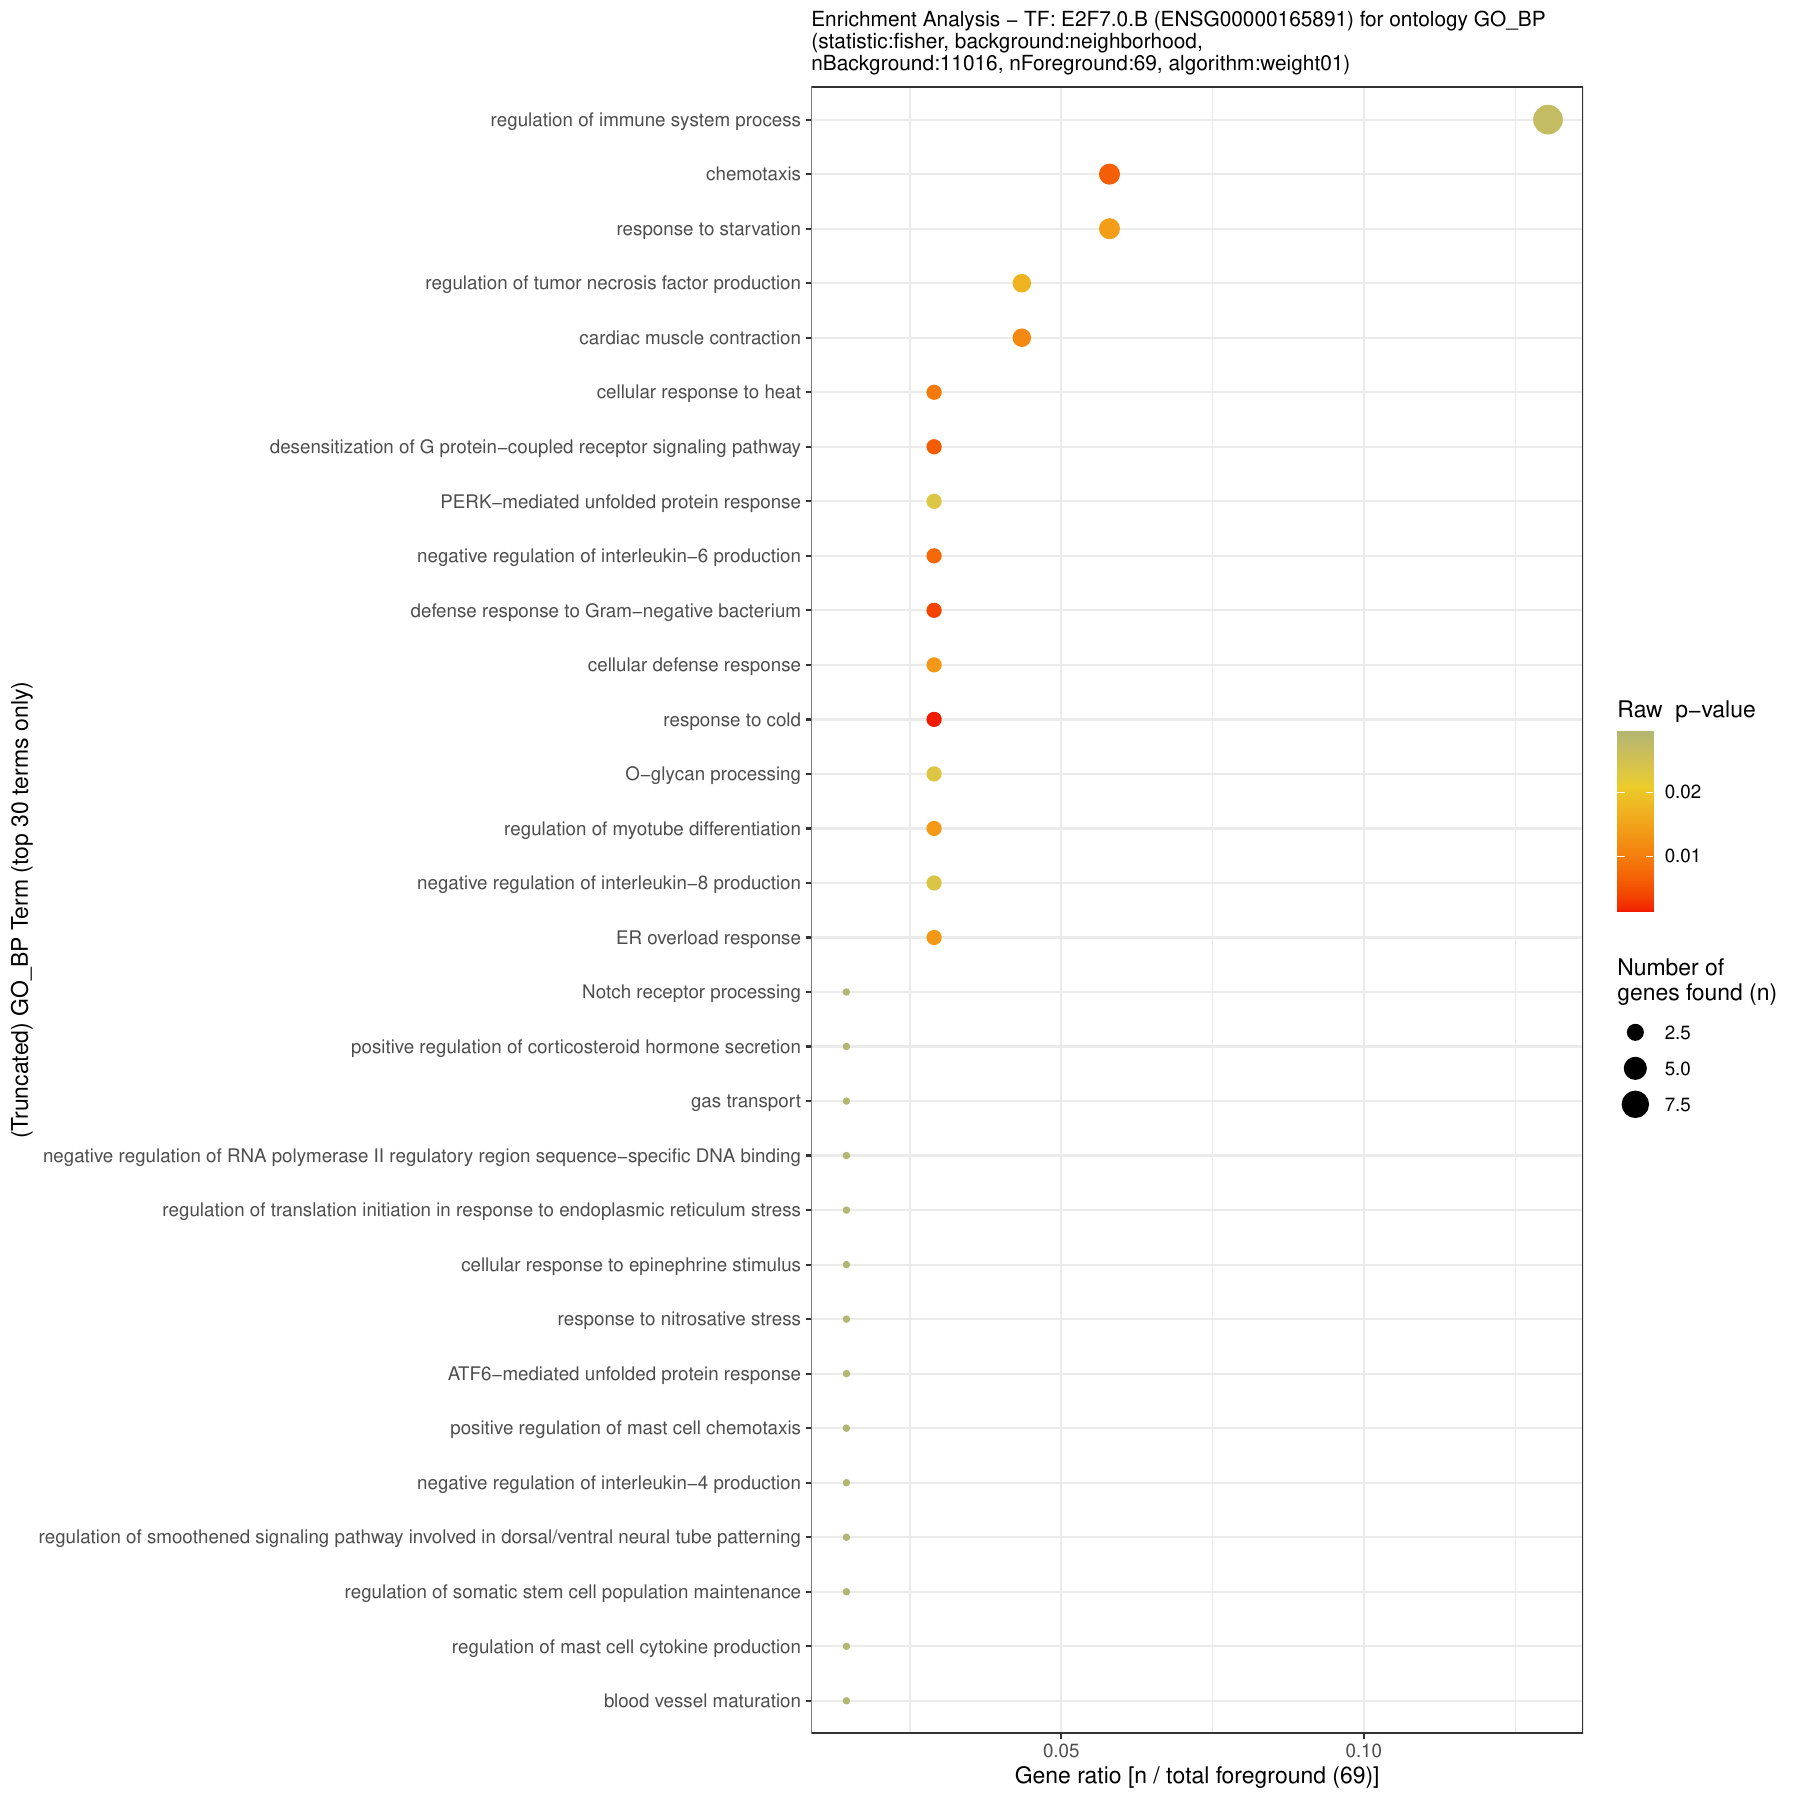 Enrichment Analysis − TF: E2F7.0.B (ENSG00000165891) for ontology GO_BP
(statistic:fisher, background:neighborhood,
nBackground:11016, nForeground:69, algorithm:weight01)
(Truncated) GO_BP Term (top 30 terms only)
regulation of immune system process
chemotaxis
response to starvation
regulation of tumor necrosis factor production
cardiac muscle contraction
cellular response to heat
desensitization of G protein−coupled receptor signaling pathway
PERK−mediated unfolded protein response
negative regulation of interleukin−6 production
defense response to Gram−negative bacterium
cellular defense response
response to cold
O−glycan processing
regulation of myotube differentiation
negative regulation of interleukin−8 production
ER overload response
Notch receptor processing
positive regulation of corticosteroid hormone secretion
gas transport
negative regulation of RNA polymerase II regulatory region sequence−specific DNA binding
regulation of translation initiation in response to endoplasmic reticulum stress
cellular response to epinephrine stimulus
response to nitrosative stress
ATF6−mediated unfolded protein response
positive regulation of mast cell chemotaxis
negative regulation of interleukin−4 production
regulation of smoothened signaling pathway involved in dorsal/ventral neural tube patterning
regulation of somatic stem cell population maintenance
regulation of mast cell cytokine production
blood vessel maturation
0.05
0.10
Gene ratio [n / total foreground (69)]
Raw p−value
0.02
0.01
Number of
genes found (n)
2.5
5.0
7.5